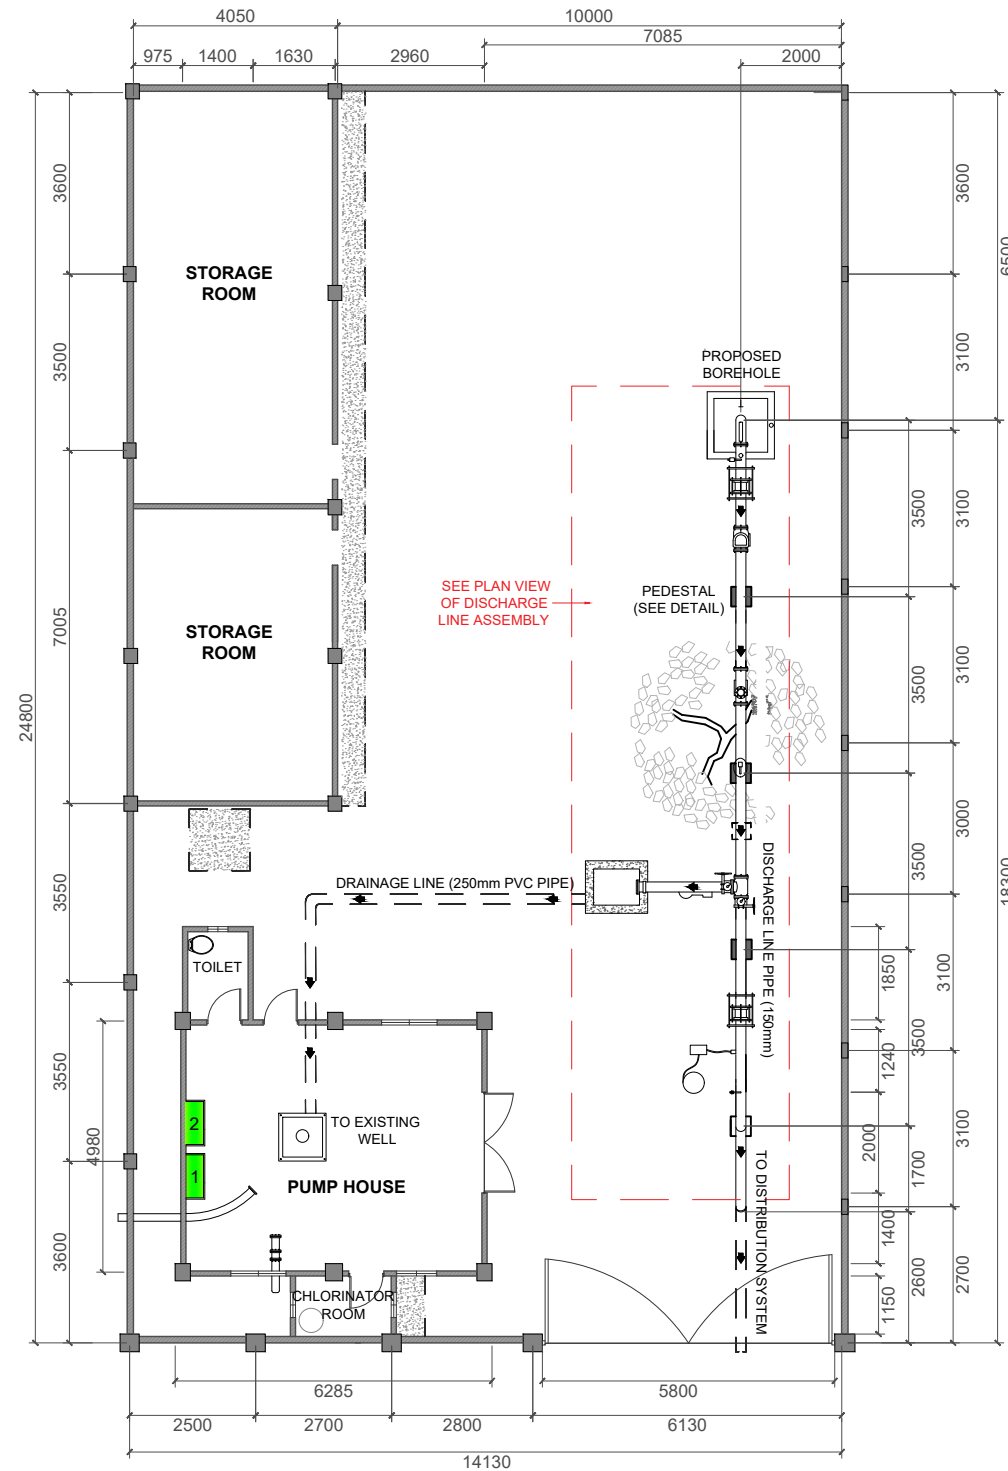 4050
10000
7085
975
1400
1630
2960
2000
3600
3500
7005
24800
3550
3550
4980
3600
STORAGE
ROOM
STORAGE
ROOM
PROPOSED
BOREHOLE
SEE PLAN VIEW
OF DISCHARGE
LINE ASSEMBLY
PEDESTAL
(SEE DETAIL)
DRAINAGE LINE (250mm PVC PIPE)
DISCHARGE LINE PIPE (150mm)
TOILET
TO EXISTING
WELL
PUMP HOUSE
2
1
CHLORINATOR
ROOM
TO DISTRIBUTION SYSTEM
3600
6500
3100
3500
3100
3100
3500
3000
3500
18300
1850
3100
3500
1240
2000
3100
1700
1400
2600
2700
1150
6285
5800
2500
2700
2800
6130
14130